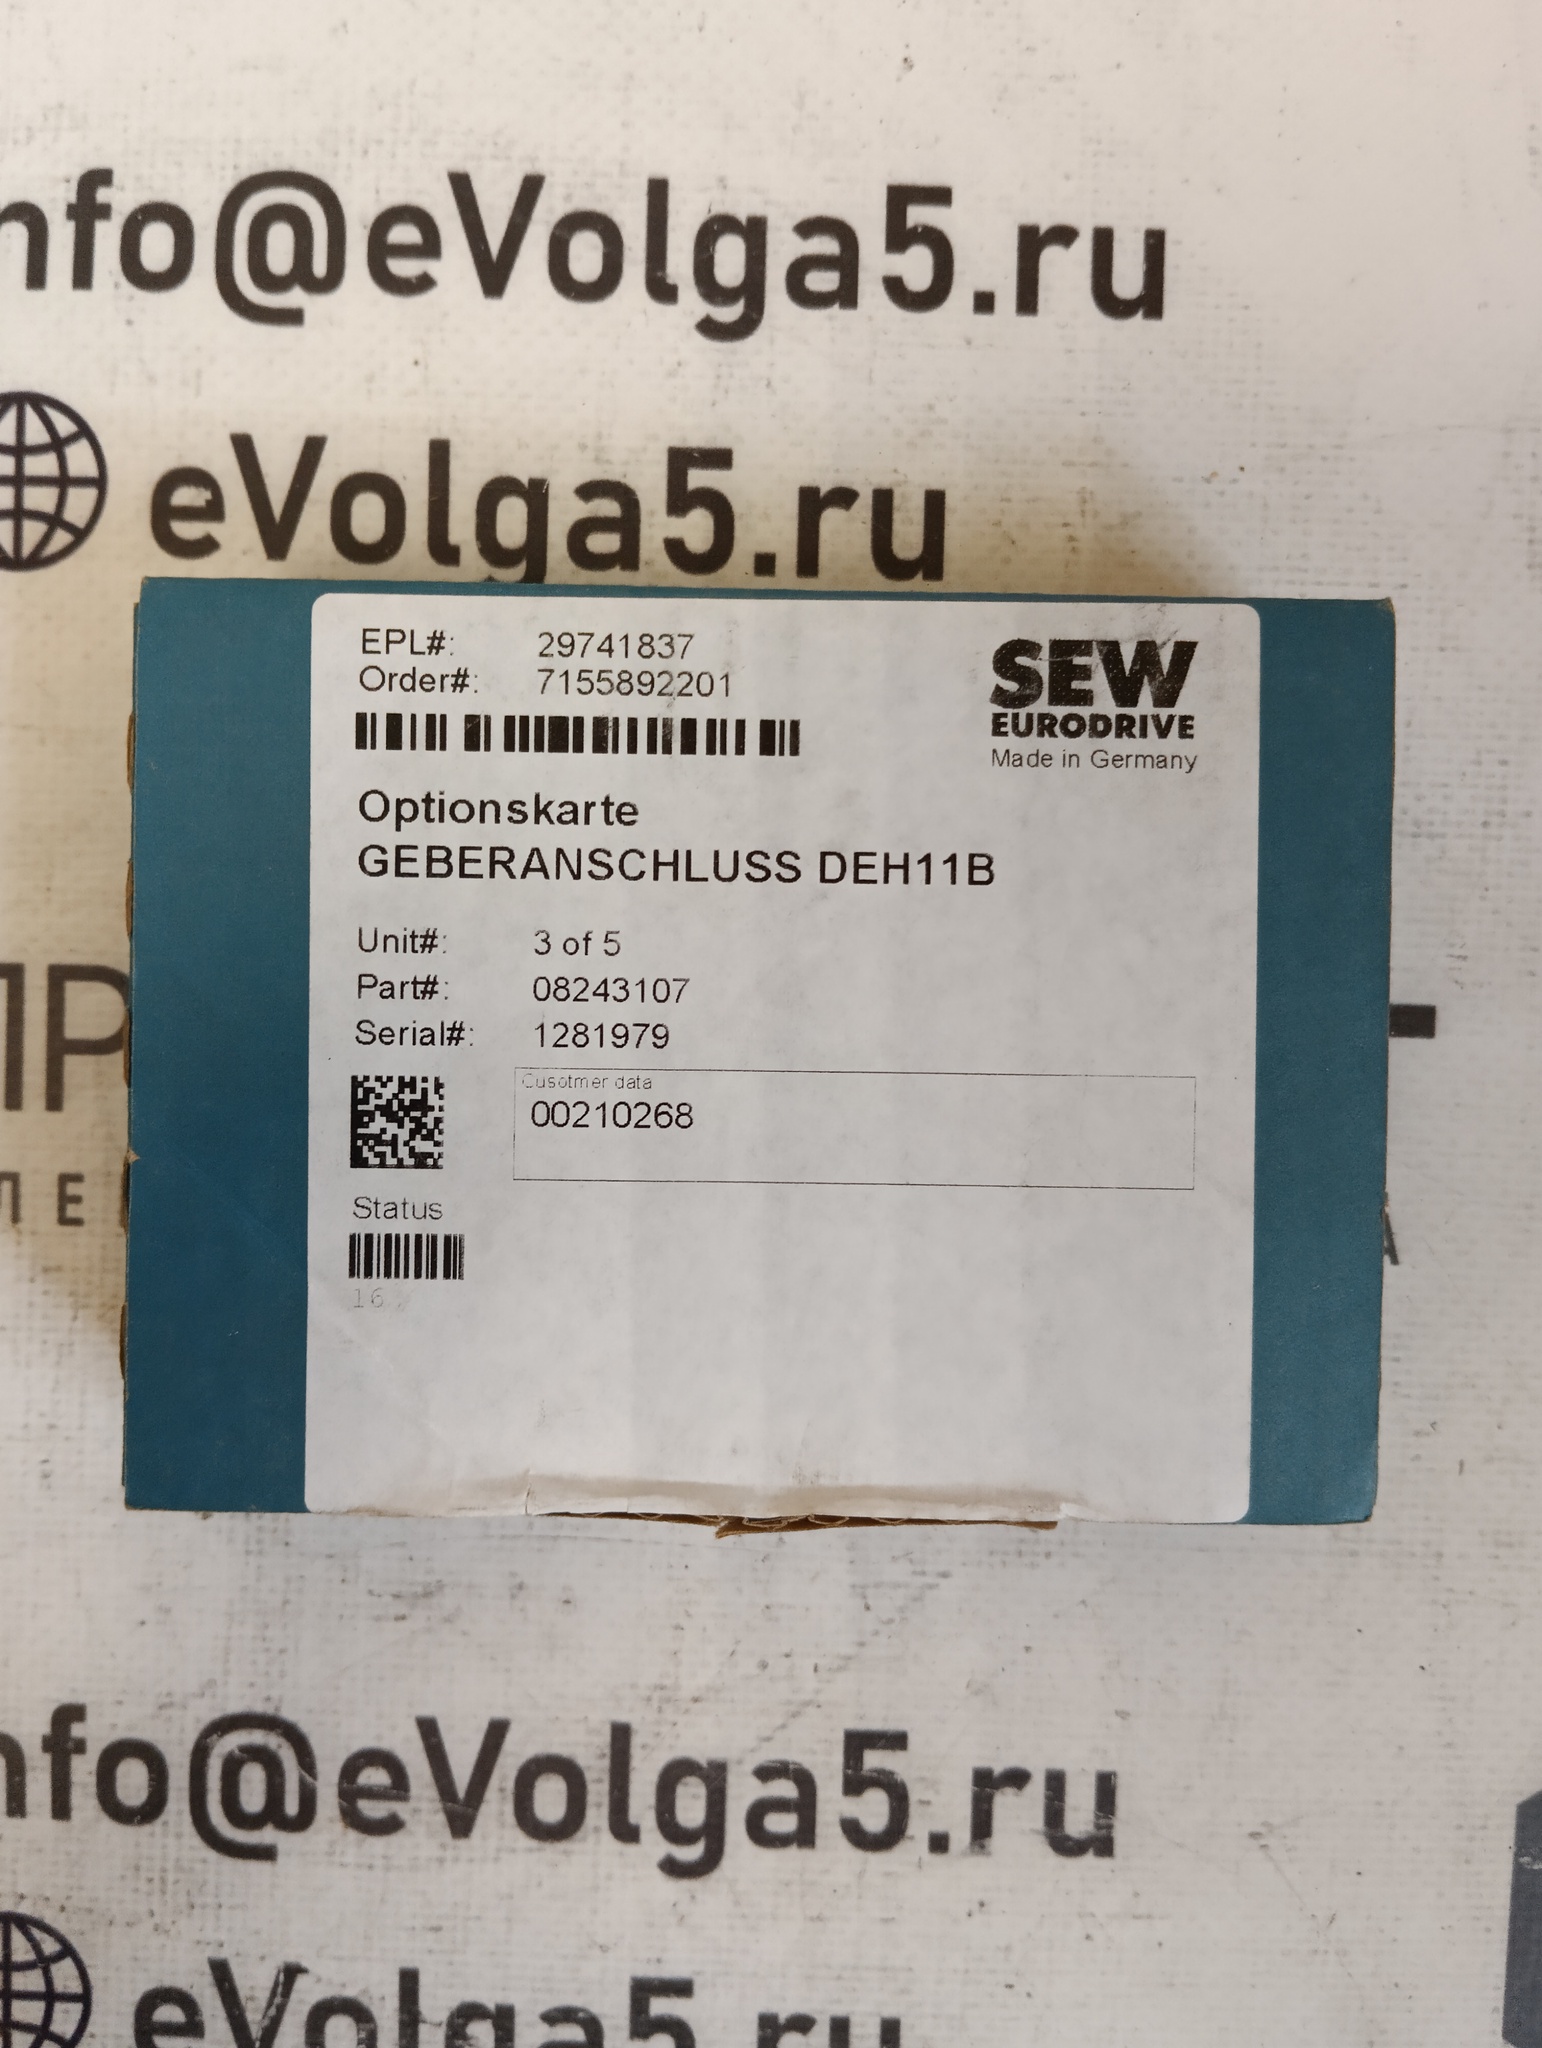 nfo@eVolga5.ru
eVolga5.ru
EPL#: 29741837
Order#: 7155892201
SEW
EURODRIVE
Made in Germany
Optionskarte
GEBERANSCHLUSS DEH11B
Unit#: 3 of 5
Part#: 08243107
Serial#: 1281979
Cusotmer data
00210268
Status
16
nfo@eVolga5.ru
eVolga5.ru